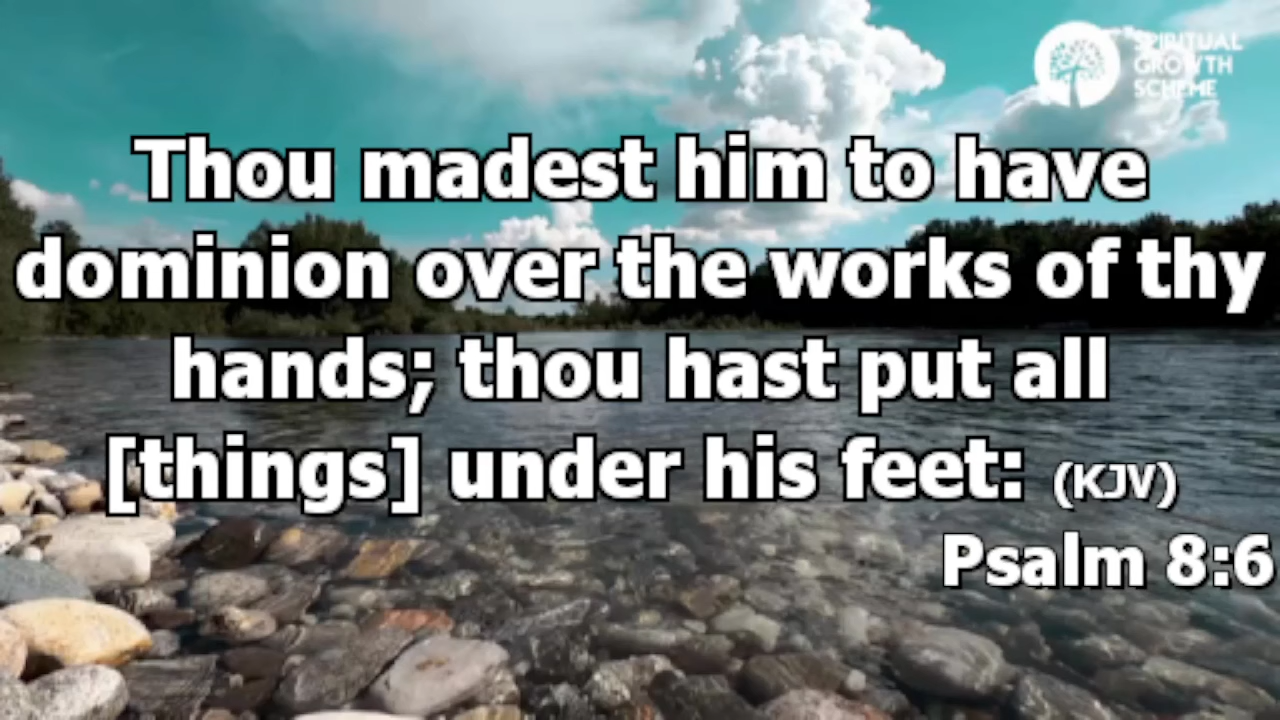 SPIRITUAL
GROWTH
SCHEME
Thou madest him to have
dominion over the works of thy
hands; thou hast put all
[things] under his feet: (KJV)
Psalm 8:6